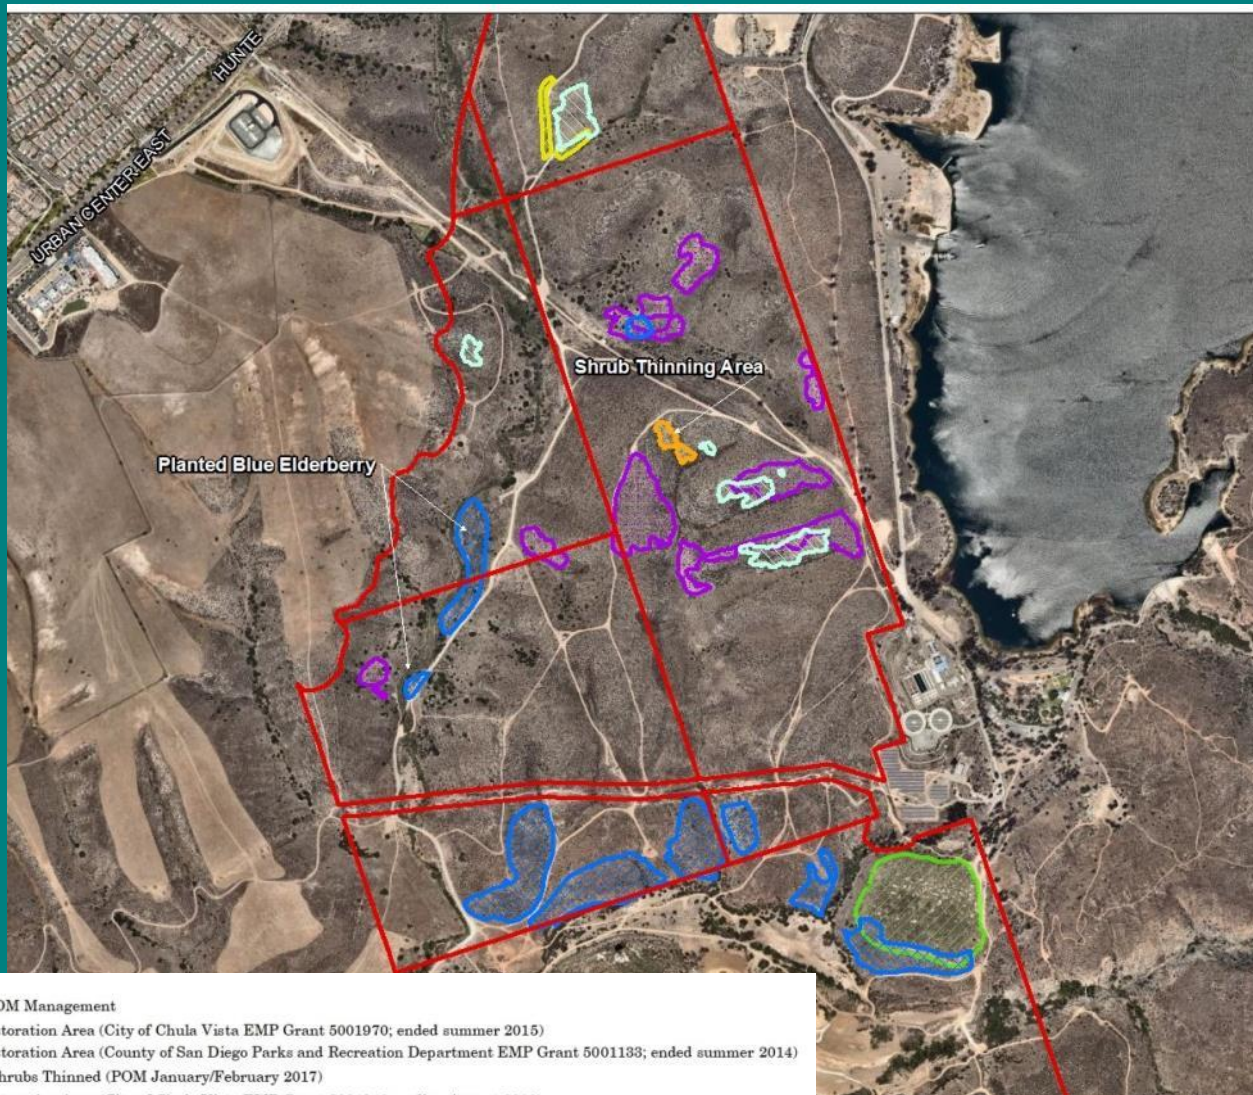 HUNTE
URBAN CENTER EAST
Shrub Thinning Area
Planted Blue Elderberry
OM Management
toration Area (City of Chula Vista EMP Grant 5001970; ended summer 2015)
toration Area (County of San Diego Parks and Recreation Department EMP Grant 5001133; ended summer 2014)
hrubs Thinned (POM January/February 2017)